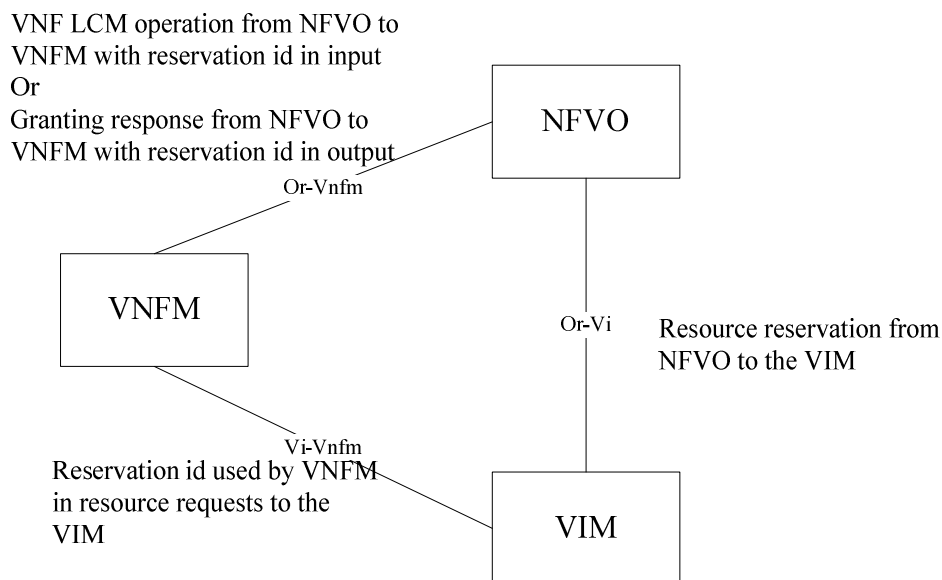 VNF LCM operation from NFVO to
VNFM with reservation id in input
Or
Granting response from NFVO to
VNFM with reservation id in output
NFVO
Or-Vnfm
VNFM
Or-Vi
Resource reservation from
NFVO to the VIM
Vi-Vnfm
Reservation id used by VNFM
in resource requests to the
VIM
VIM